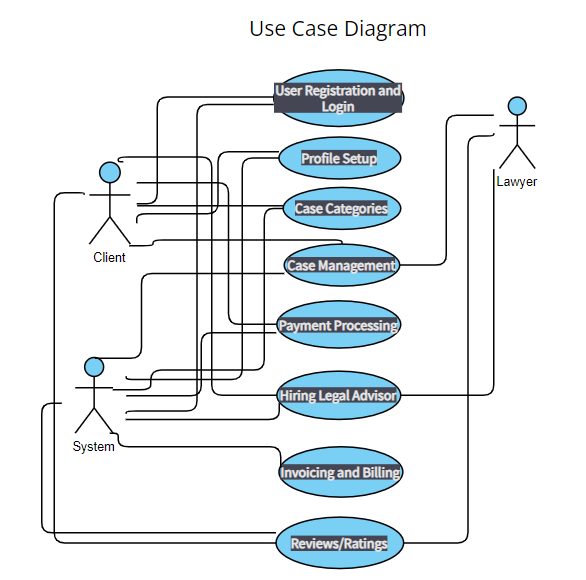 Use Case Diagram
User Registration and
Login
Profile Setup
Lawyer
Case Categories
Client
Case Management
Payment Processing
Hiring Legal Advisor
System
Invoicing and Billing
Reviews/Ratings